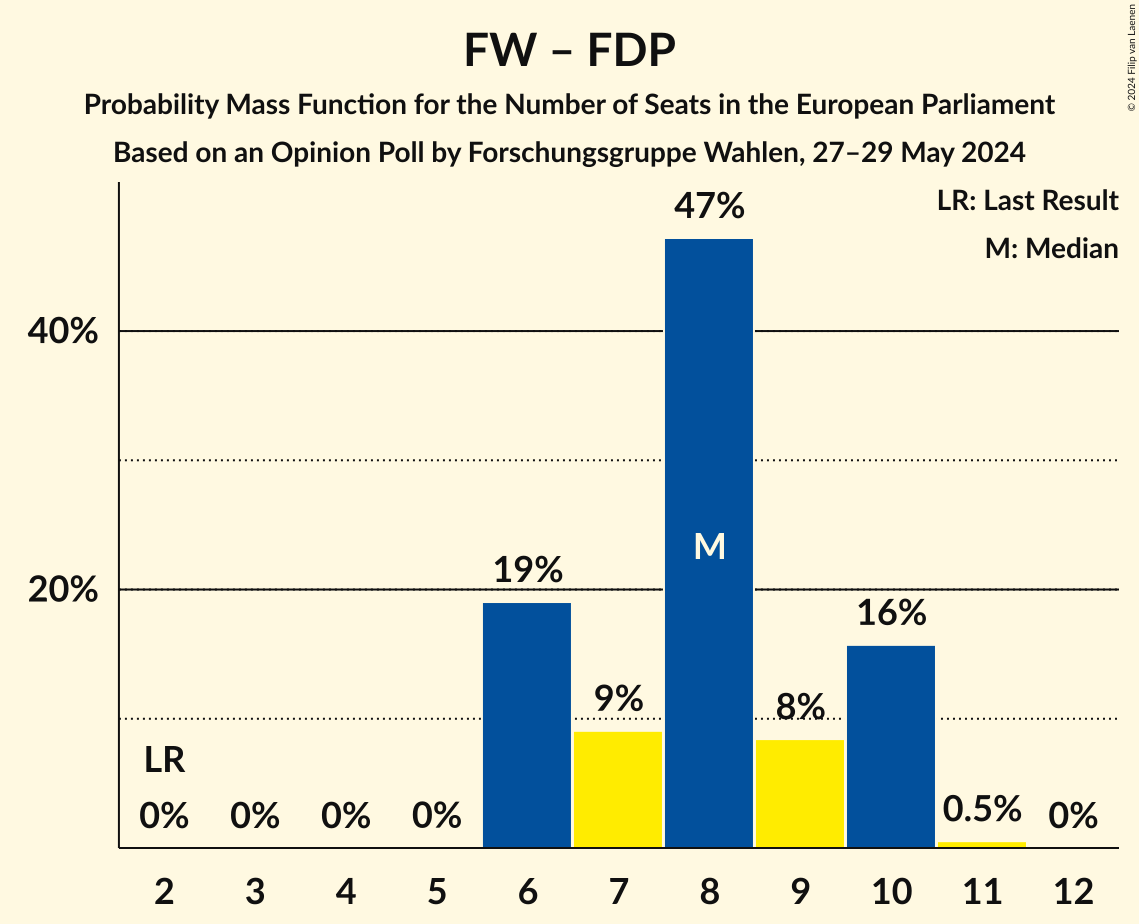 FW – FDP
Probability Mass Function for the Number of Seats in the European Parliament
Based on an Opinion Poll by Forschungsgruppe Wahlen, 27–29 May 2024
© 2024 Filip van Laenen
LR: Last Result
M: Median
47%
40%
M
19%
20%
16%
9%
8%
LR
0%
0%
0%
0%
0.5%
0%
2 3 4 5 6 7 8 9 10 11 12